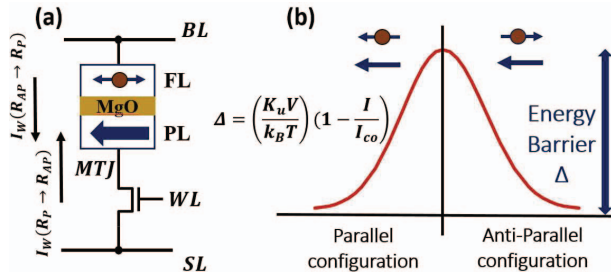 (a)
BL
FL
MgO
PL
MTJ
WL
SL
I_W(R_AP → R_P)
I_W(R_P → R_AP)
(b)
Δ = (K_uV / k_BT) (1 − I / I_co)
Energy
Barrier
Δ
Parallel
configuration
Anti-Parallel
configuration